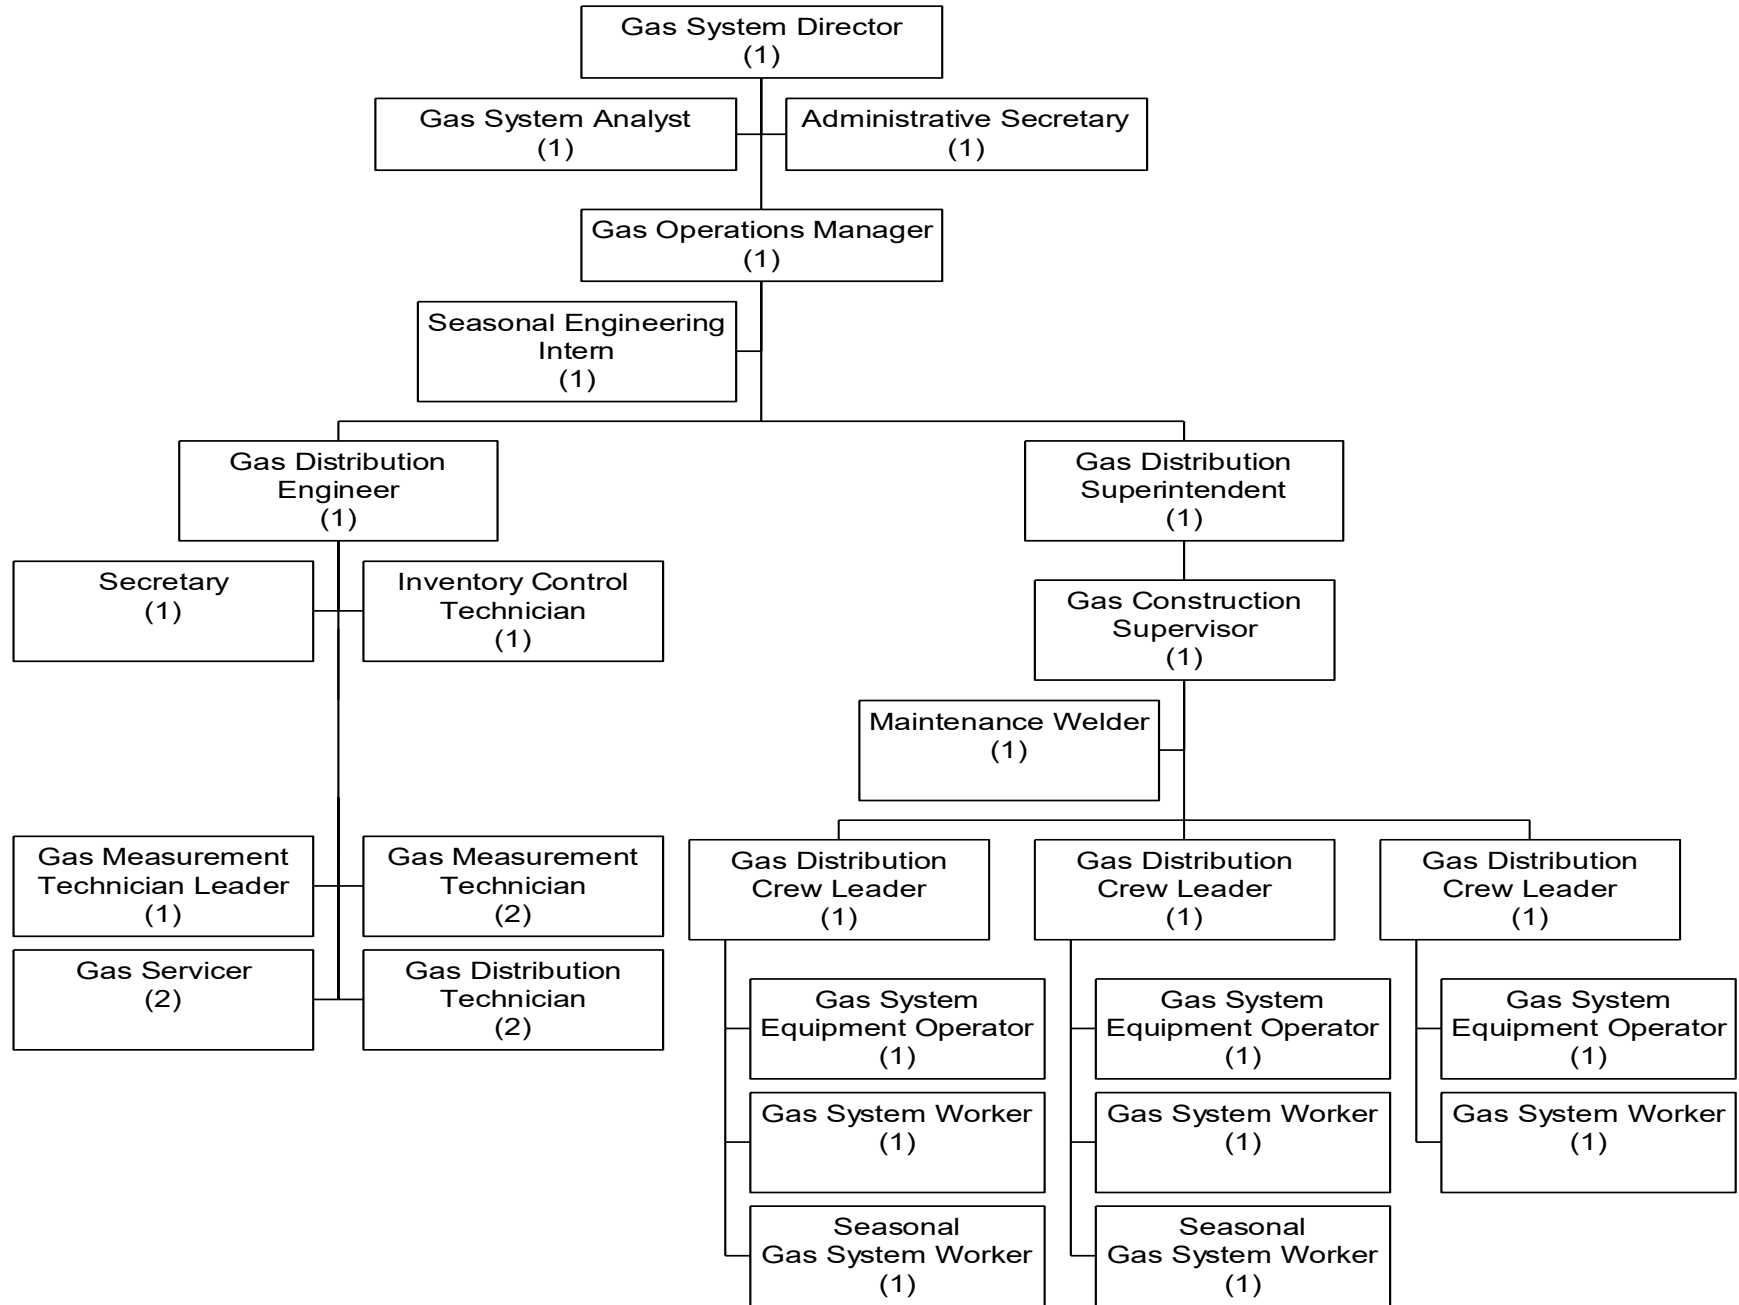 Gas System Director
(1)
Gas System Analyst
(1)
Administrative Secretary
(1)
Gas Operations Manager
(1)
Seasonal Engineering
Intern
(1)
Gas Distribution
Engineer
(1)
Gas Distribution
Superintendent
(1)
Secretary
(1)
Inventory Control
Technician
(1)
Gas Construction
Supervisor
(1)
Maintenance Welder
(1)
Gas Measurement
Technician Leader
(1)
Gas Measurement
Technician
(2)
Gas Servicer
(2)
Gas Distribution
Technician
(2)
Gas Distribution
Crew Leader
(1)
Gas System
Equipment Operator
(1)
Gas System Worker
(1)
Seasonal
Gas System Worker
(1)
Gas Distribution
Crew Leader
(1)
Gas System
Equipment Operator
(1)
Gas System Worker
(1)
Seasonal
Gas System Worker
(1)
Gas Distribution
Crew Leader
(1)
Gas System
Equipment Operator
(1)
Gas System Worker
(1)